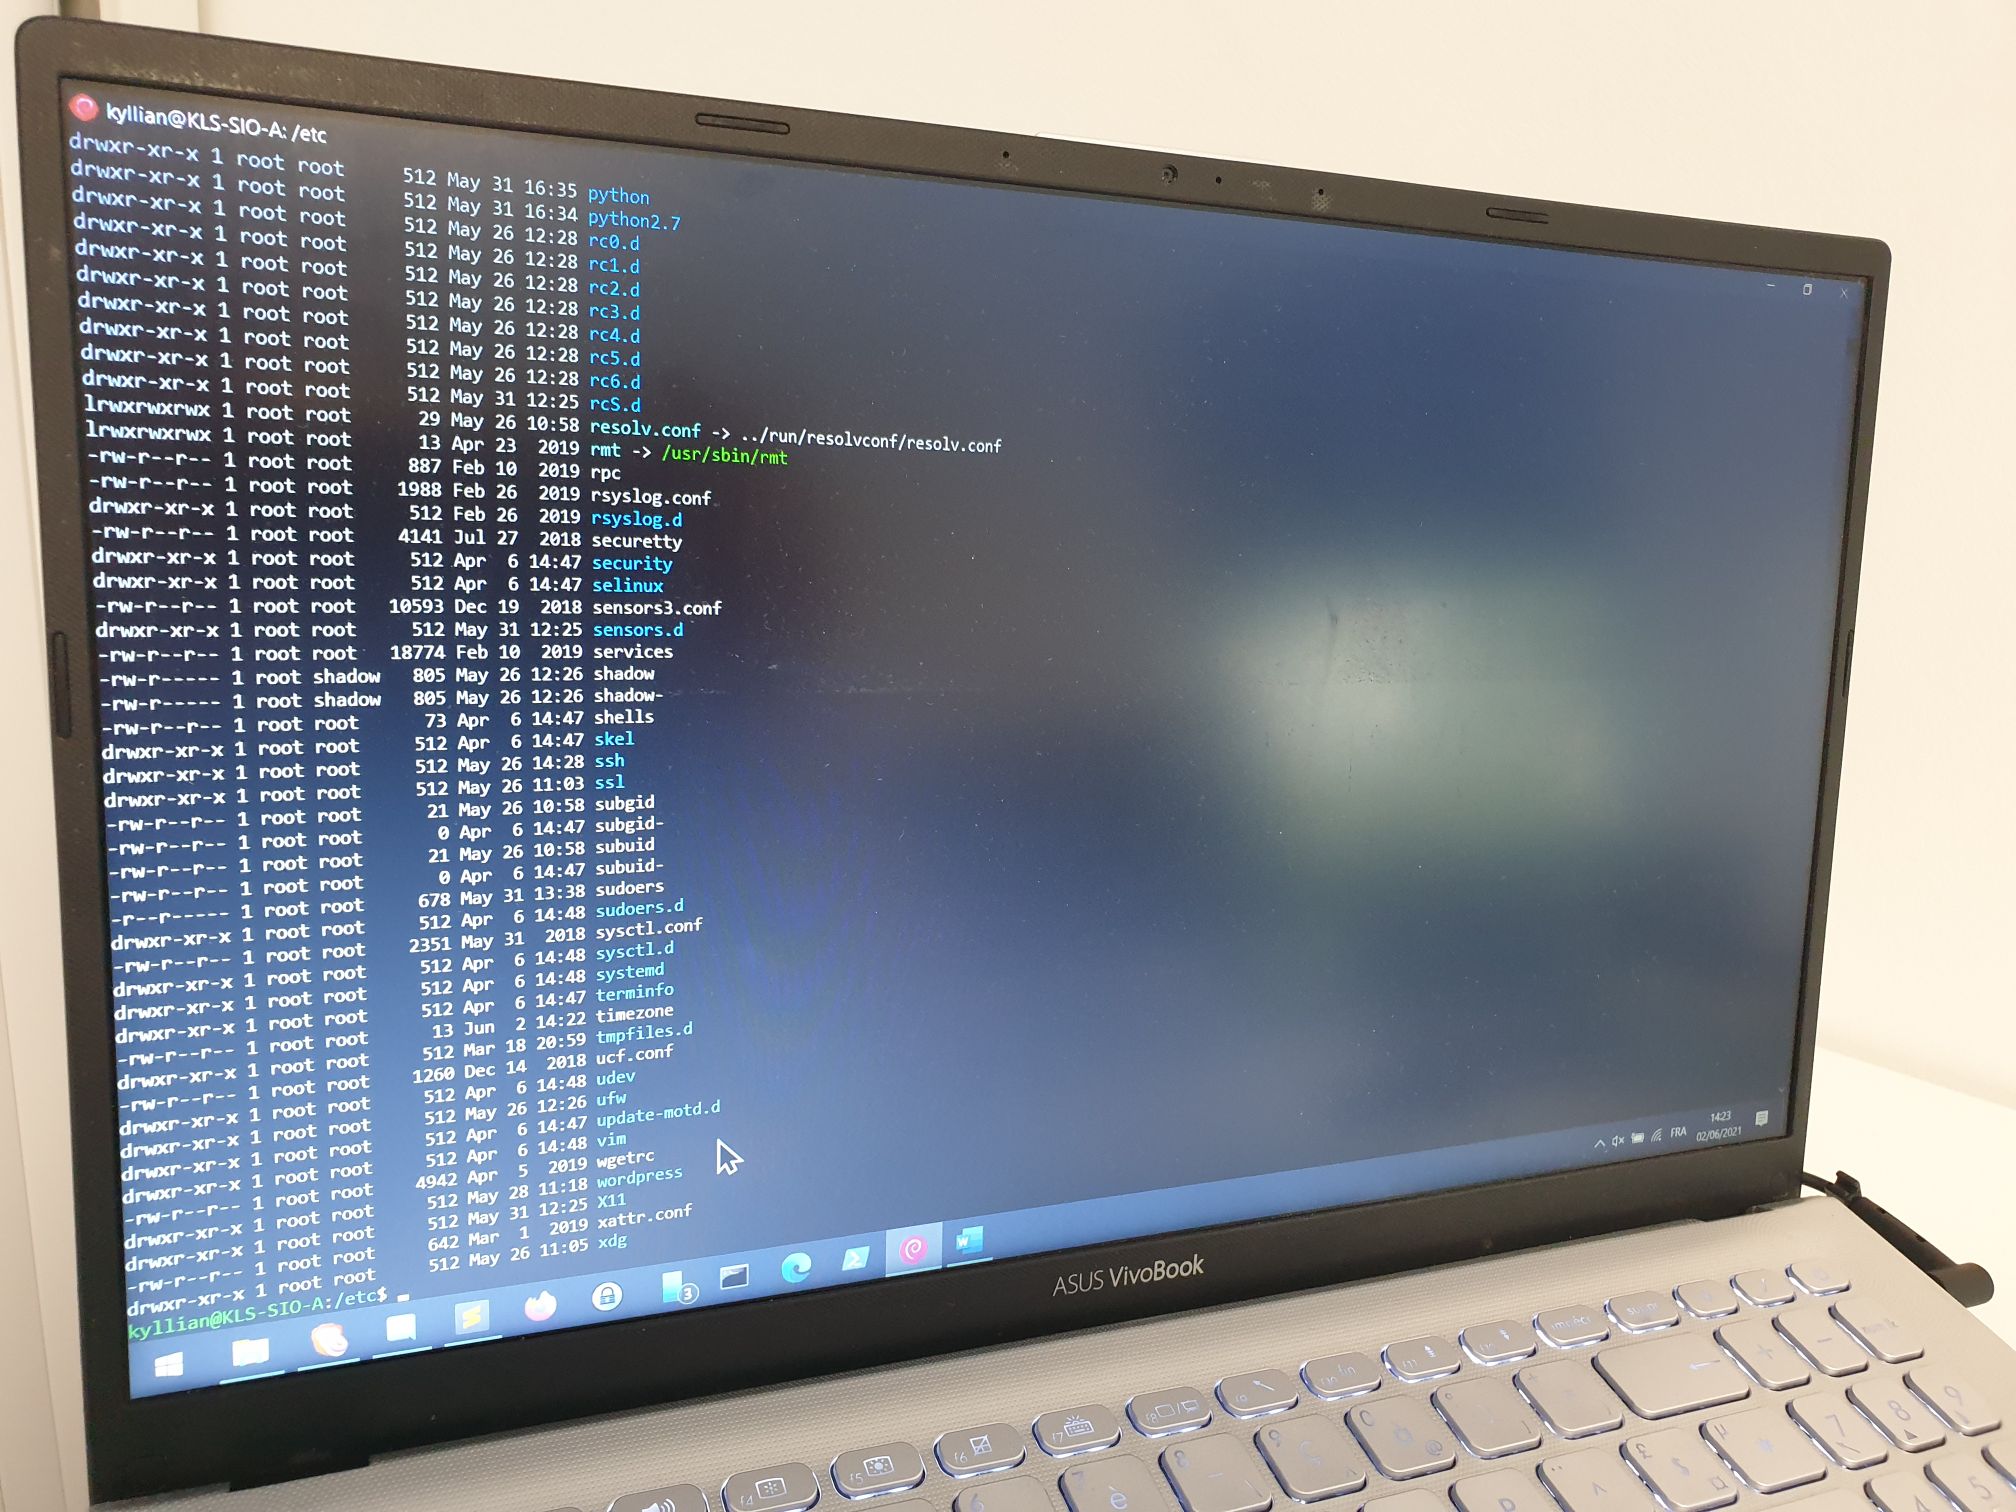 kyllian@KLS-SIO-A: /etc
drwxr-xr-x 1 root root 512 May 31 16:35 python
drwxr-xr-x 1 root root 512 May 31 16:34 python2.7
drwxr-xr-x 1 root root 512 May 26 12:28 rc0.d
drwxr-xr-x 1 root root 512 May 26 12:28 rc1.d
drwxr-xr-x 1 root root 512 May 26 12:28 rc2.d
drwxr-xr-x 1 root root 512 May 26 12:28 rc3.d
drwxr-xr-x 1 root root 512 May 26 12:28 rc4.d
drwxr-xr-x 1 root root 512 May 26 12:28 rc5.d
drwxr-xr-x 1 root root 512 May 26 12:28 rc6.d
drwxr-xr-x 1 root root 512 May 31 12:25 rcS.d
lrwxrwxrwx 1 root root 29 May 26 10:58 resolv.conf -> ../run/resolvconf/resolv.conf
lrwxrwxrwx 1 root root 13 Apr 23 2019 rmt -> /usr/sbin/rmt
-rw-r--r-- 1 root root 887 Feb 10 2019 rpc
-rw-r--r-- 1 root root 1988 Feb 26 2019 rsyslog.conf
drwxr-xr-x 1 root root 512 Feb 26 2019 rsyslog.d
-rw-r--r-- 1 root root 4141 Jul 27 2018 securetty
drwxr-xr-x 1 root root 512 Apr 6 14:47 security
drwxr-xr-x 1 root root 512 Apr 6 14:47 selinux
-rw-r--r-- 1 root root 10593 Dec 19 2018 sensors3.conf
drwxr-xr-x 1 root root 512 May 31 12:25 sensors.d
-rw-r--r-- 1 root root 18774 Feb 10 2019 services
-rw-r----- 1 root shadow 805 May 26 12:26 shadow
-rw-r----- 1 root shadow 805 May 26 12:26 shadow-
-rw-r--r-- 1 root root 73 Apr 6 14:47 shells
drwxr-xr-x 1 root root 512 Apr 6 14:47 skel
drwxr-xr-x 1 root root 512 May 26 14:28 ssh
drwxr-xr-x 1 root root 512 May 26 11:03 ssl
-rw-r--r-- 1 root root 21 May 26 10:58 subgid
-rw-r--r-- 1 root root 0 Apr 6 14:47 subgid-
-rw-r--r-- 1 root root 21 May 26 10:58 subuid
-rw-r--r-- 1 root root 0 Apr 6 14:47 subuid-
-r--r----- 1 root root 678 May 31 13:38 sudoers
drwxr-xr-x 1 root root 512 Apr 6 14:48 sudoers.d
-rw-r--r-- 1 root root 2351 May 31 2018 sysctl.conf
drwxr-xr-x 1 root root 512 Apr 6 14:48 sysctl.d
drwxr-xr-x 1 root root 512 Apr 6 14:48 systemd
drwxr-xr-x 1 root root 512 Apr 6 14:47 terminfo
-rw-r--r-- 1 root root 13 Jun 2 14:22 timezone
drwxr-xr-x 1 root root 512 Mar 18 20:59 tmpfiles.d
-rw-r--r-- 1 root root 1260 Dec 14 2018 ucf.conf
drwxr-xr-x 1 root root 512 Apr 6 14:48 udev
drwxr-xr-x 1 root root 512 May 26 12:26 ufw
drwxr-xr-x 1 root root 512 Apr 6 14:47 update-motd.d
drwxr-xr-x 1 root root 512 Apr 6 14:48 vim
-rw-r--r-- 1 root root 4942 Apr 5 2019 wgetrc
drwxr-xr-x 1 root root 512 May 28 11:18 wordpress
drwxr-xr-x 1 root root 512 May 31 12:25 X11
-rw-r--r-- 1 root root 642 Mar 1 2019 xattr.conf
drwxr-xr-x 1 root root 512 May 26 11:05 xdg
kyllian@KLS-SIO-A:/etc$
FRA
14:23
02/06/2021
3
ASUS VivoBook
f4 f5 f6 f7 f8